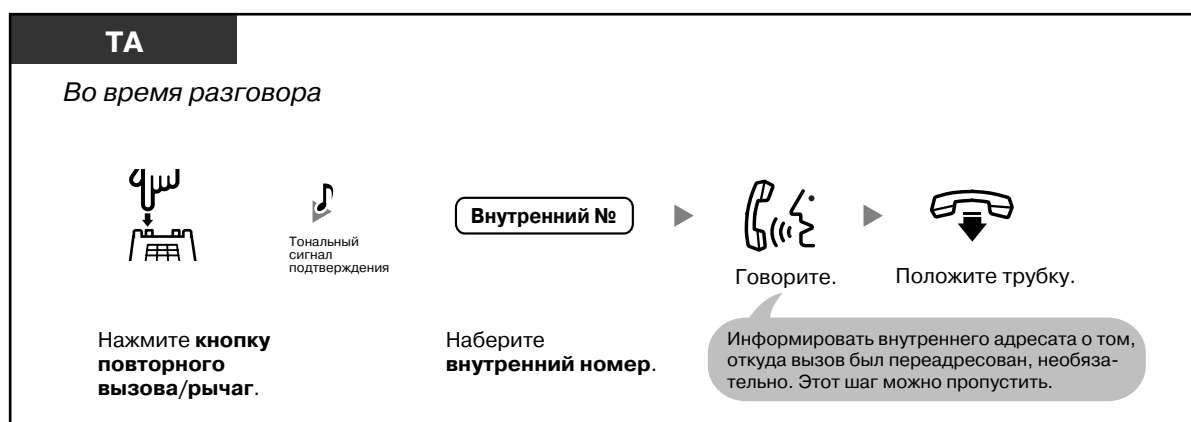 ТА
Во время разговора
Тональный
сигнал
подтверждения
Внутренний №
Говорите.
Положите трубку.
Нажмите кнопку
повторного
вызова/рычаг.
Наберите
внутренний номер.
Информировать внутреннего адресата о том,
откуда вызов был переадресован, необяза-
тельно. Этот шаг можно пропустить.